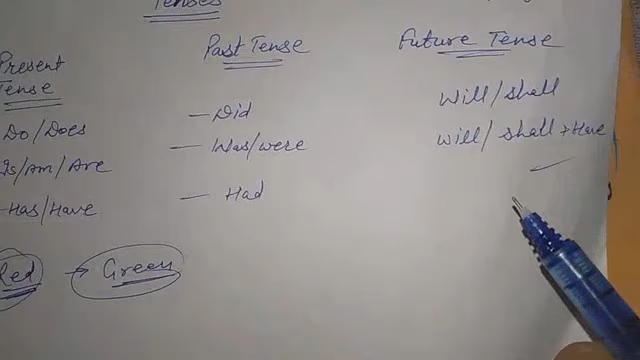 Tenses
Present
Tense
Do/Does
Is/Am/Are
Has/Have
Past Tense
- Did
- Was/were
- Had
Future Tense
Will/shall
will/shall + Have
Red → Green